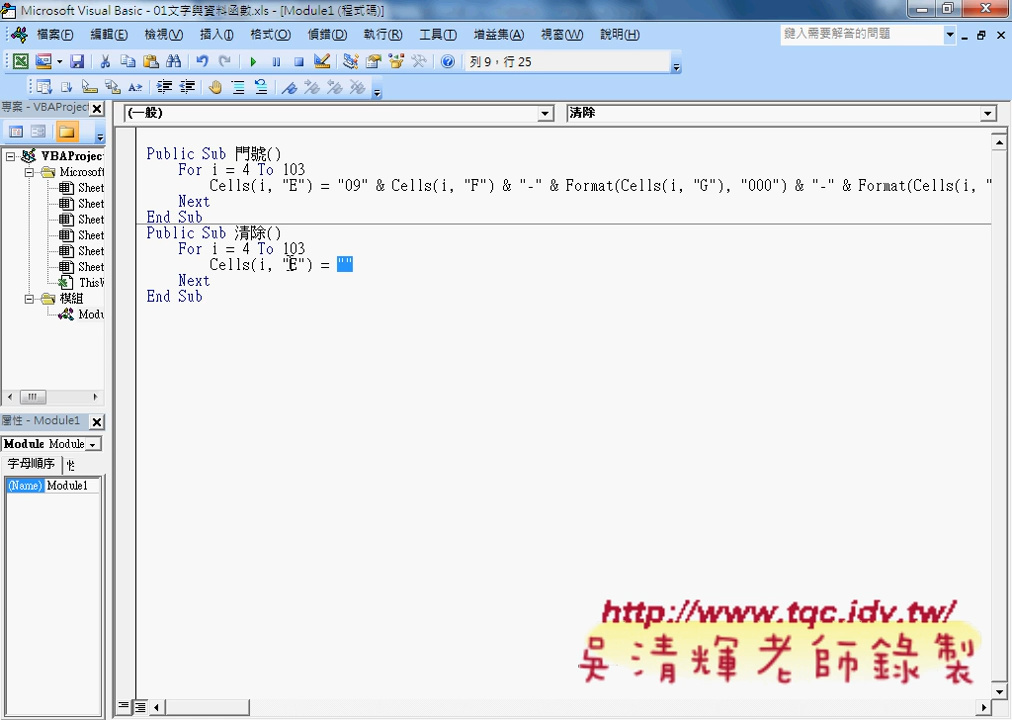 Microsoft Visual Basic - 01文字與資料函數.xls - [Module1 (程式碼)]
檔案(F) 編輯(E) 檢視(V) 插入(I) 格式(O) 偵錯(D) 執行(R) 工具(T) 增益集(A) 視窗(W) 說明(H) 鍵入需要解答的問題
列 9，行 25
專案 - VBAProjec
(一般) 清除
VBAProjec
Microsoft
Sheet
Sheet
Sheet
Sheet
Sheet
Sheet
ThisW
模組
Modu
Public Sub 門號()
For i = 4 To 103
Cells(i, "E") = "09" & Cells(i, "F") & "-" & Format(Cells(i, "G"), "000") & "-" & Format(Cells(i, "
Next
End Sub
Public Sub 清除()
For i = 4 To 103
Cells(i, "E") = ""
Next
End Sub
屬性 - Module1
Module1 Module
字母順序
(Name) Module1
http://www.tqc.idv.tw/
吳清輝老師錄製